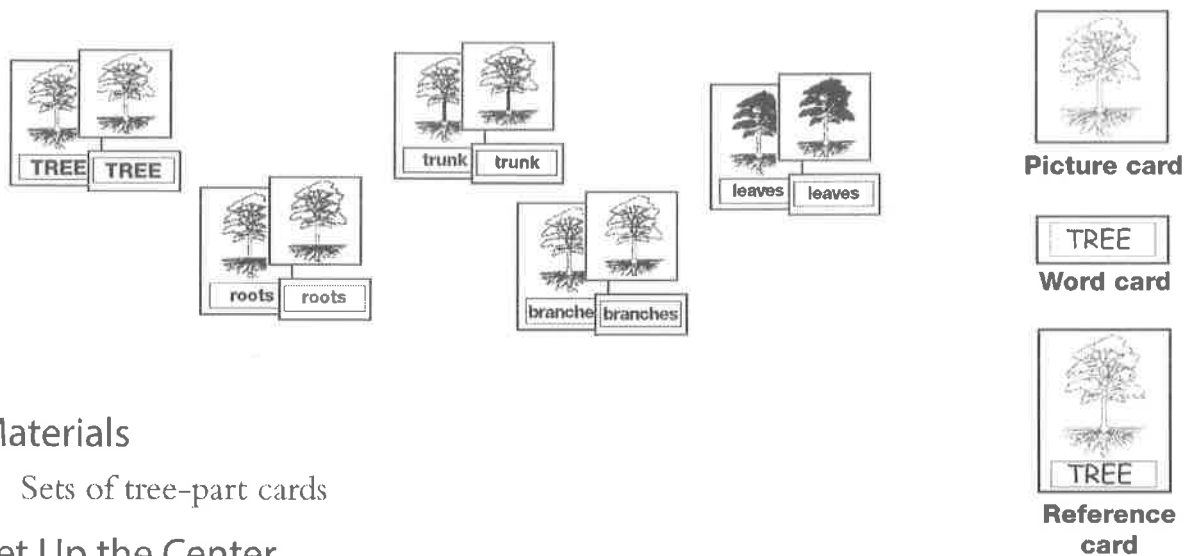 TREE TREE
roots roots
trunk trunk
branche branches
leaves leaves
Picture card
TREE
Word card
TREE
Reference
card
laterials
Sets of tree-part cards
et Up the Center